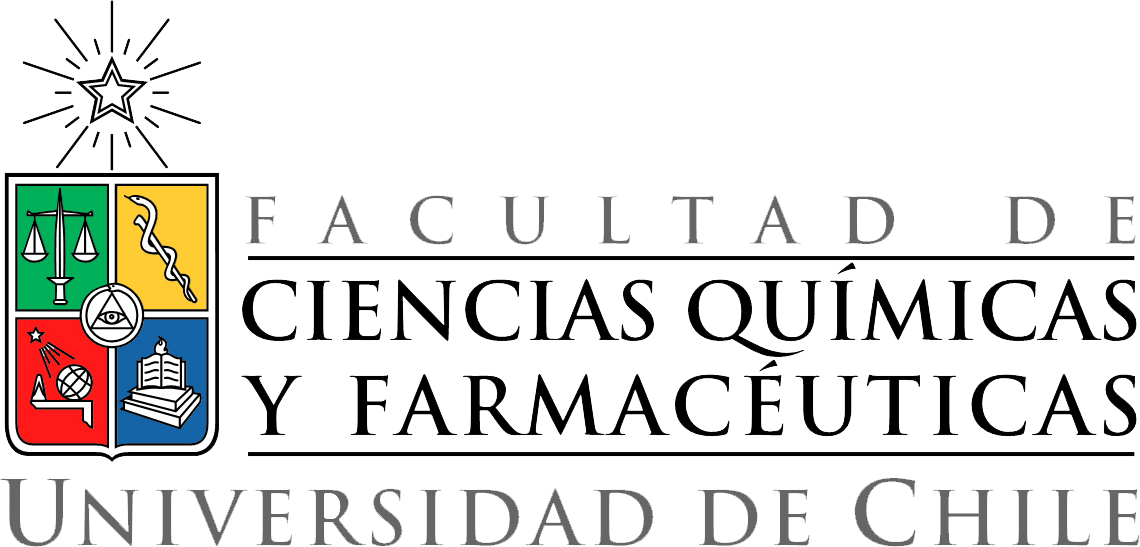 FACULTAD DE
CIENCIAS QUÍMICAS
Y FARMACÉUTICAS
UNIVERSIDAD DE CHILE